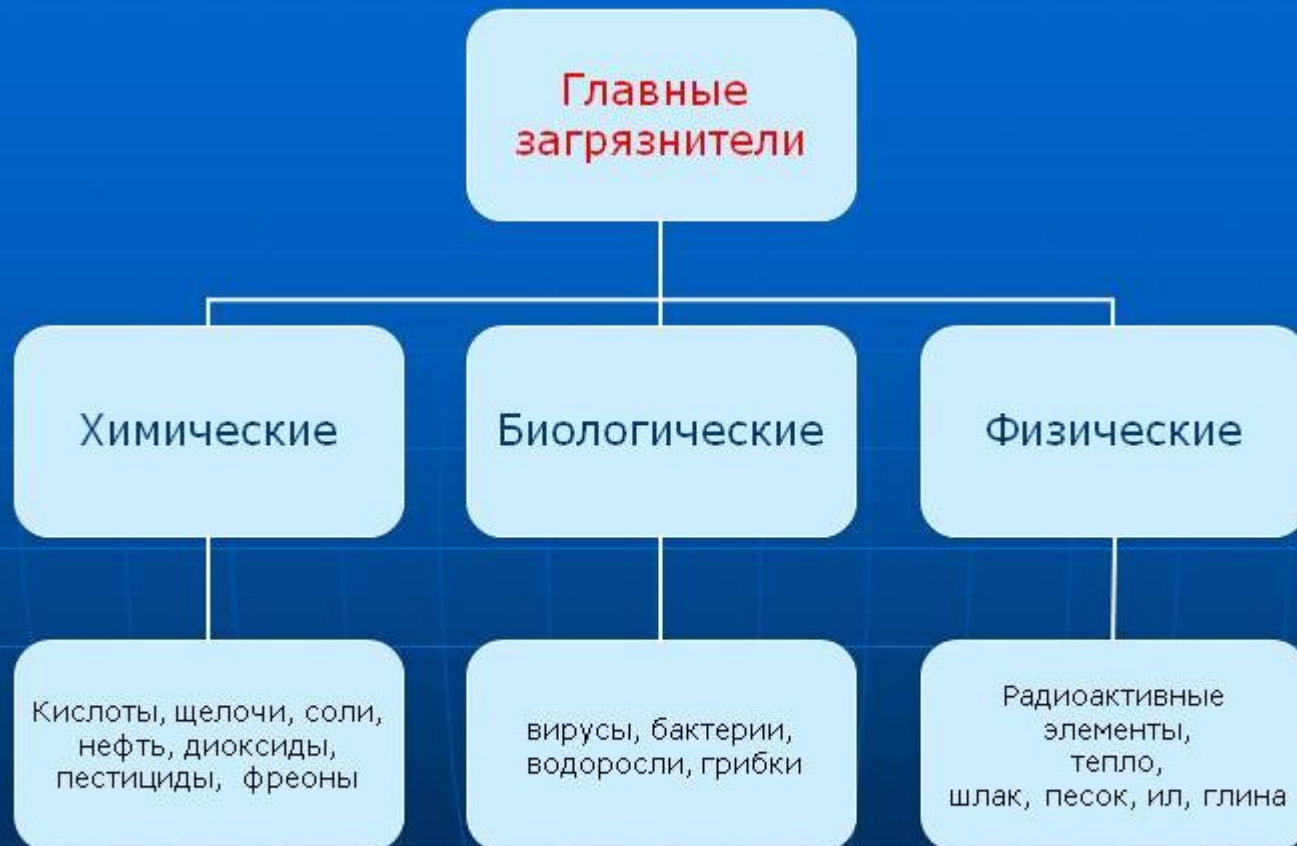 Главные
загрязнители
Химические
Биологические
Физические
Кислоты, щелочи, соли,
нефть, диоксиды,
пестициды, фреоны
вирусы, бактерии,
водоросли, грибки
Радиоактивные
элементы,
тепло,
шлак, песок, ил, глина